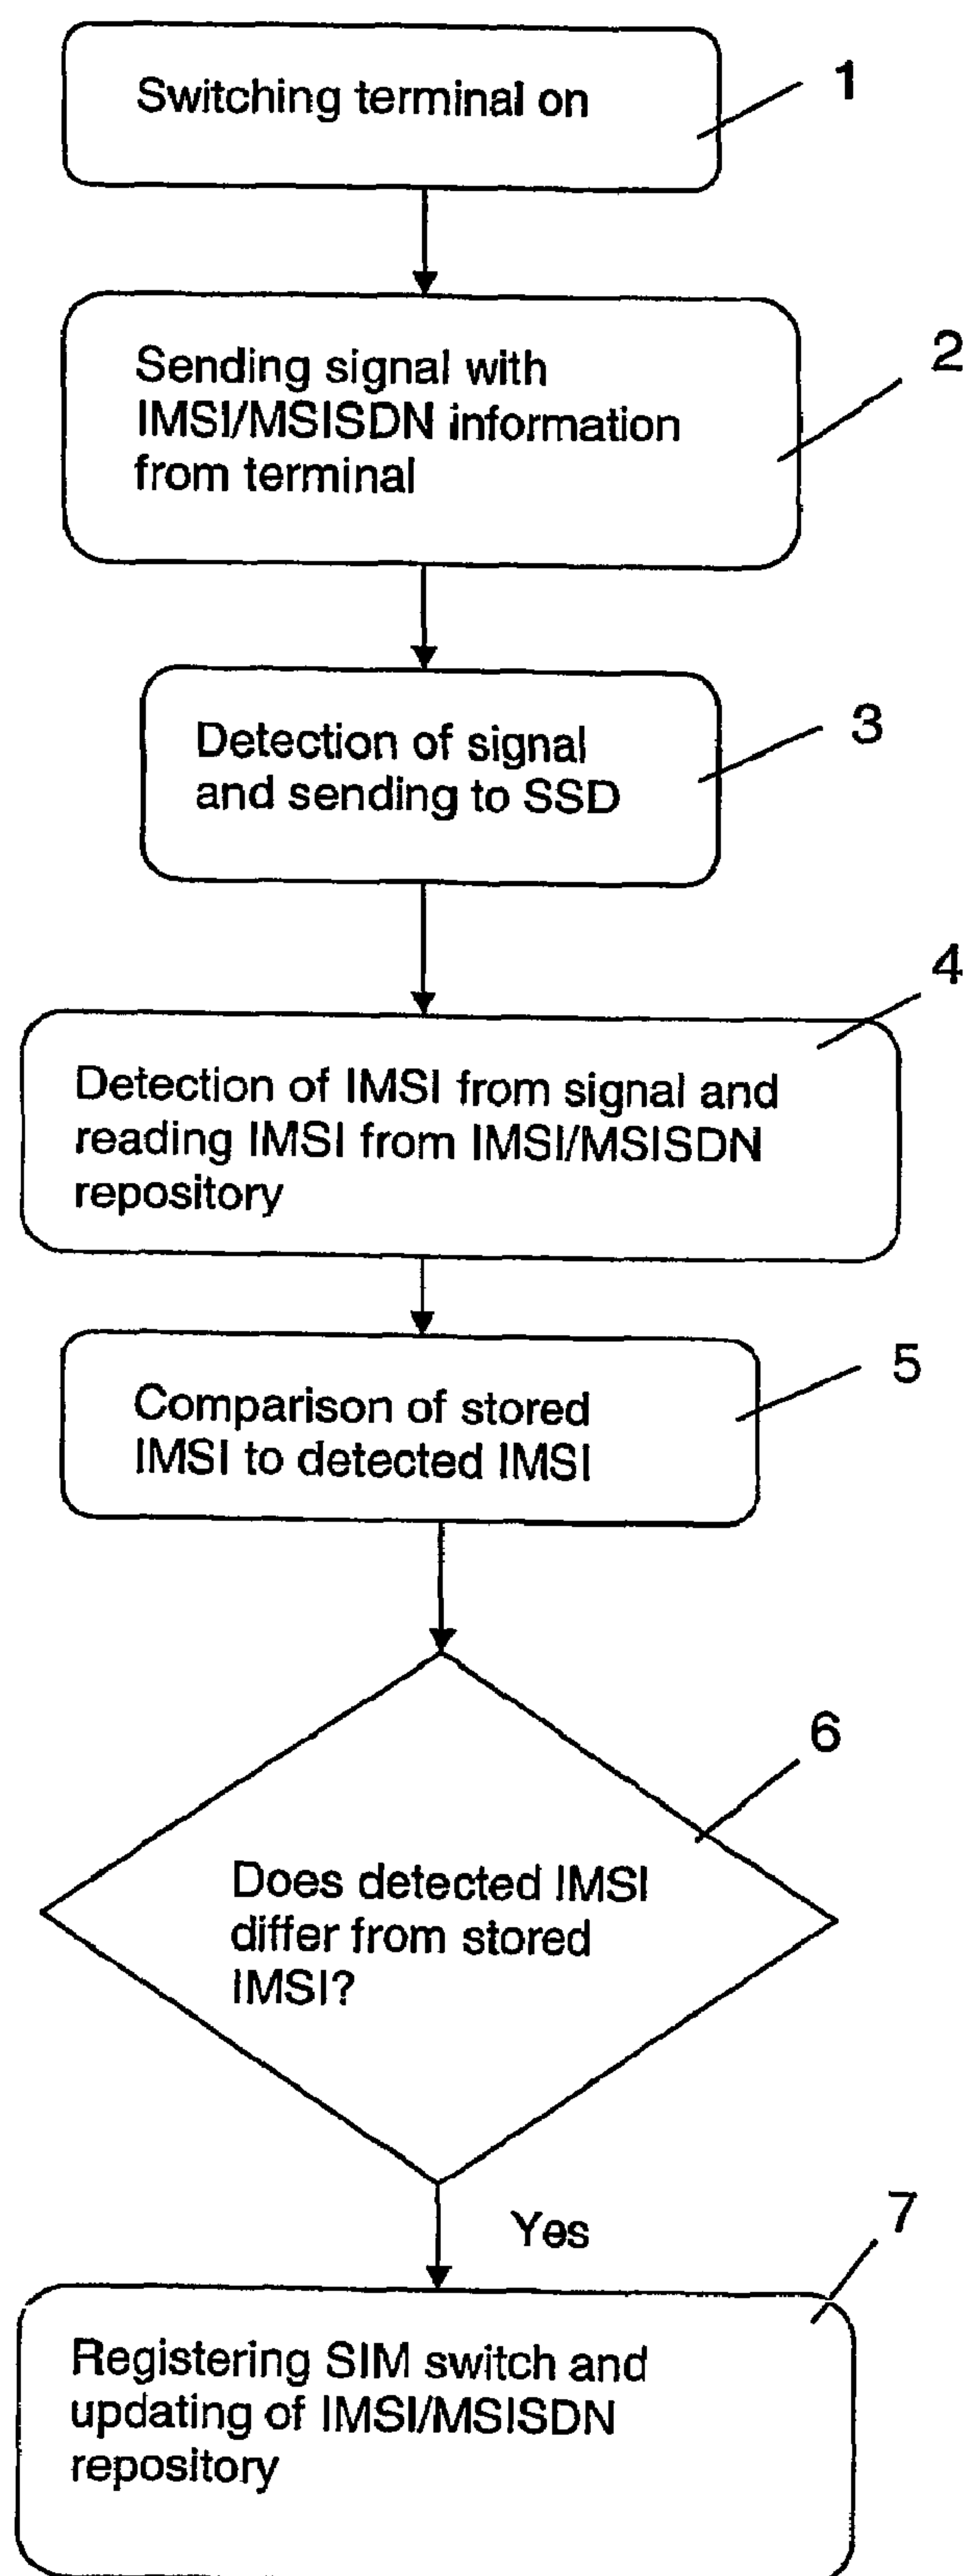 Switching terminal on
1
Sending signal with
IMSI/MSISDN information
from terminal
2
Detection of signal
and sending to SSD
3
Detection of IMSI from signal and
reading IMSI from IMSI/MSISDN
repository
4
Comparison of stored
IMSI to detected IMSI
5
Does detected IMSI
differ from stored
IMSI?
6
Yes
Registering SIM switch and
updating of IMSI/MSISDN
repository
7